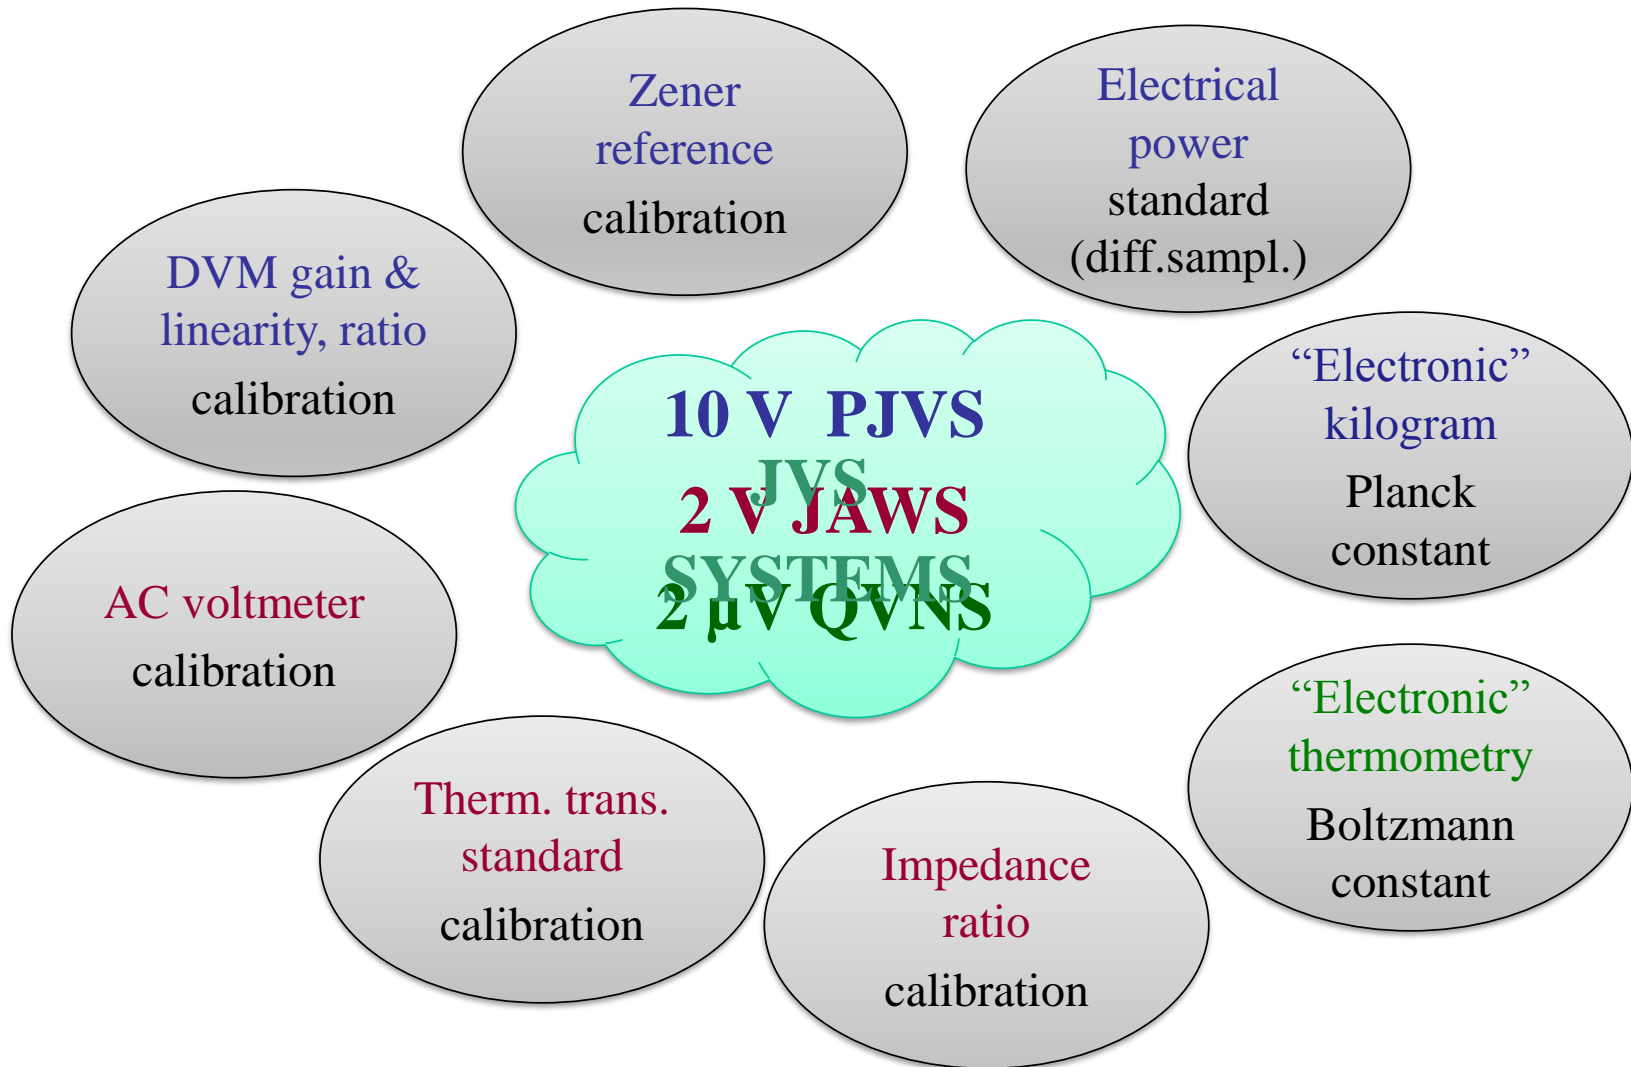 Zener
reference
calibration
Electrical
power
standard
(diff.sampl.)
DVM gain &
linearity, ratio
calibration
“Electronic”
kilogram
Planck
constant
10 V PJVS
JVS
2 V JAWS
SYSTEMS
2 µV QVNS
AC voltmeter
calibration
“Electronic”
thermometry
Boltzmann
constant
Therm. trans.
standard
calibration
Impedance
ratio
calibration